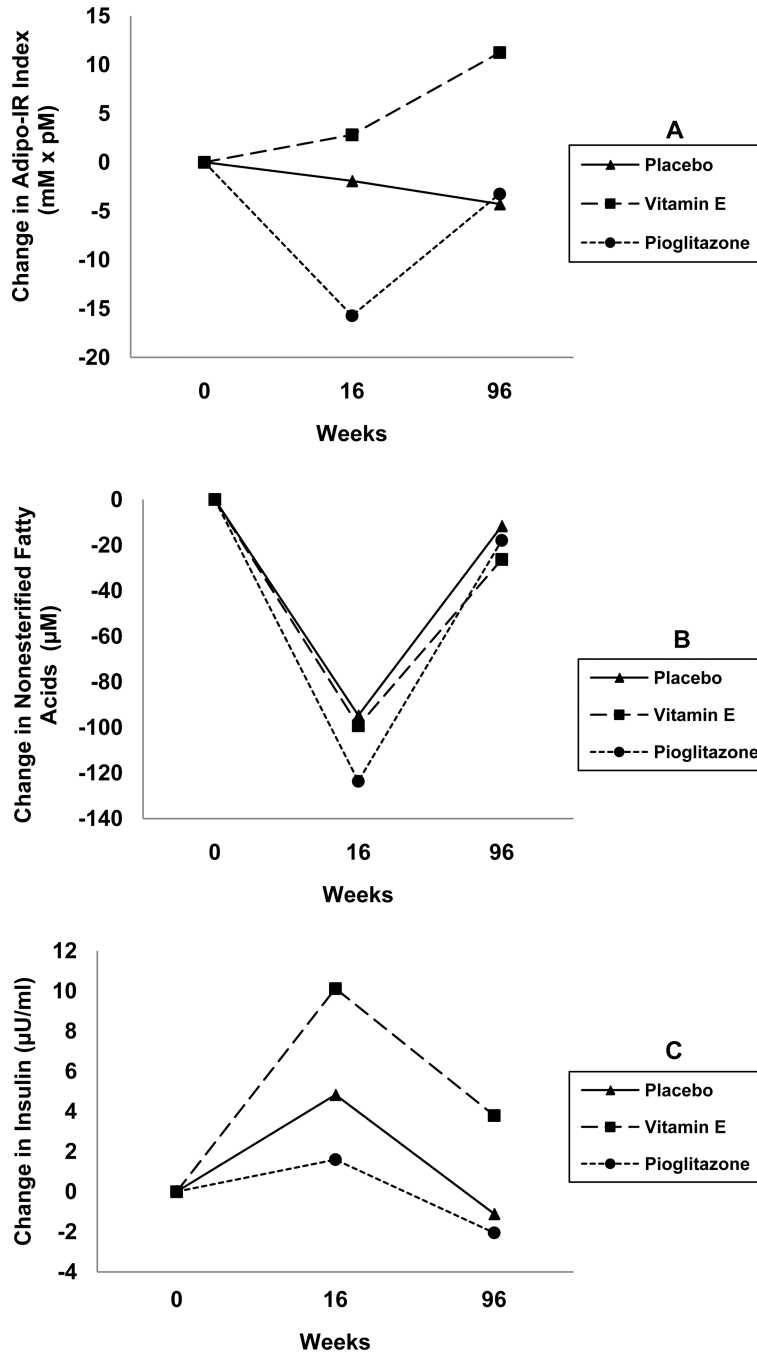 Change in Adipo-IR Index
(mM x pM)
15
10
5
0
-5
-10
-15
-20
0 16 96
Weeks
A
Placebo
Vitamin E
Pioglitazone
Change in Nonesterified Fatty
Acids (µM)
0
-20
-40
-60
-80
-100
-120
-140
0 16 96
Weeks
B
Placebo
Vitamin E
Pioglitazone
Change in Insulin (µU/ml)
12
10
8
6
4
2
0
-2
-4
0 16 96
Weeks
C
Placebo
Vitamin E
Pioglitazone